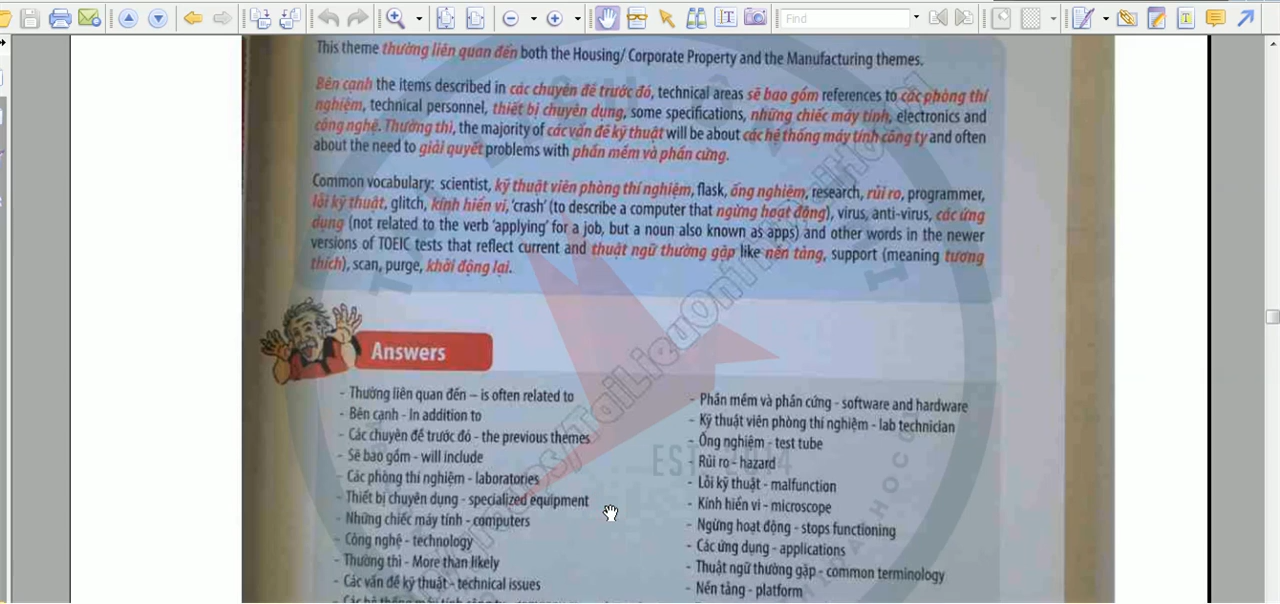 Find
This theme thường liên quan đến both the Housing/ Corporate Property and the Manufacturing themes.
Bên cạnh the items described in các chuyên đề trước đó, technical areas sẽ bao gồm references to các phòng thí
nghiệm, technical personnel, thiết bị chuyên dụng, some specifications, những chiếc máy tính, electronics and
công nghệ. Thường thì, the majority of các vấn đề kỹ thuật will be about các hệ thống máy tính công ty and often
about the need to giải quyết problems with phần mềm và phần cứng.
Common vocabulary: scientist, kỹ thuật viên phòng thí nghiệm, flask, ống nghiệm, research, rủi ro, programmer,
lỗi kỹ thuật, glitch, kính hiển vi, 'crash' (to describe a computer that ngừng hoạt động), virus, anti-virus, các ứng
dụng (not related to the verb 'applying' for a job, but a noun also known as apps) and other words in the newer
versions of TOEIC tests that reflect current and thuật ngữ thường gặp like nền tảng, support (meaning tương
thích), scan, purge, khởi động lại.
Answers
- Thường liên quan đến – is often related to
- Bên cạnh - In addition to
- Các chuyên đề trước đó - the previous themes
- Sẽ bao gồm - will include
- Các phòng thí nghiệm - laboratories
- Thiết bị chuyên dụng - specialized equipment
- Những chiếc máy tính - computers
- Công nghệ - technology
- Thường thì - More than likely
- Các vấn đề kỹ thuật - technical issues
- Phần mềm và phần cứng - software and hardware
- Kỹ thuật viên phòng thí nghiệm - lab technician
- Ống nghiệm - test tube
- Rủi ro - hazard
- Lỗi kỹ thuật - malfunction
- Kính hiển vi - microscope
- Ngừng hoạt động - stops functioning
- Các ứng dụng - applications
- Thuật ngữ thường gặp - common terminology
- Nền tảng - platform